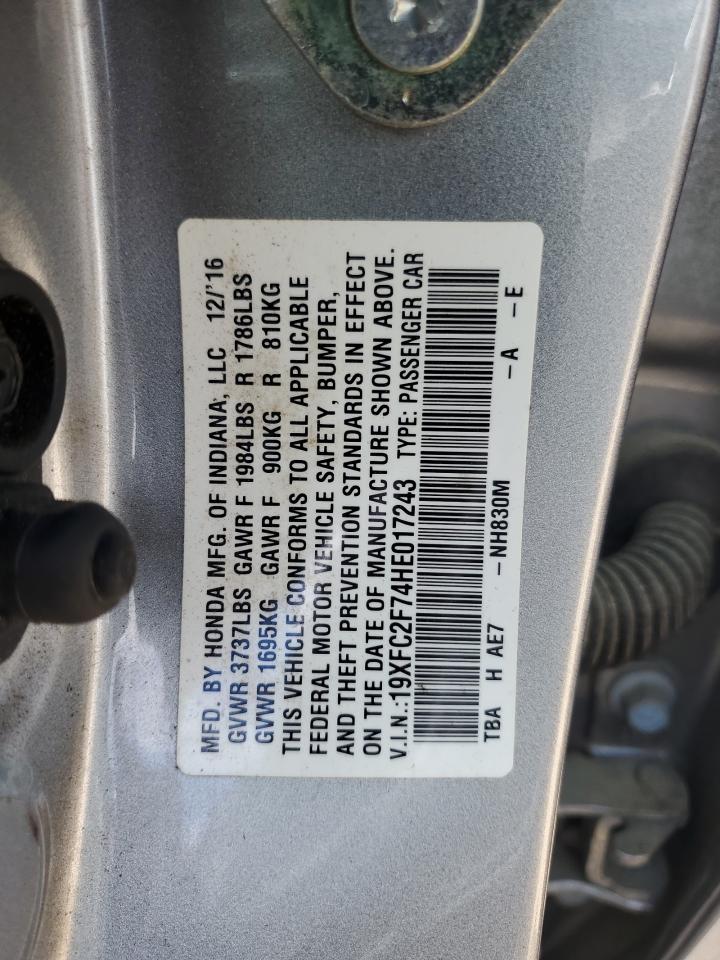 MFD. BY HONDA MFG. OF INDIANA, LLC 12/'16
GVWR 3737LBS GAWR F 1984LBS R 1786LBS
GVWR 1695KG GAWR F 900KG R 810KG
THIS VEHICLE CONFORMS TO ALL APPLICABLE
FEDERAL MOTOR VEHICLE SAFETY, BUMPER,
AND THEFT PREVENTION STANDARDS IN EFFECT
ON THE DATE OF MANUFACTURE SHOWN ABOVE.
V.I.N.:19XFC2F74HE017243 TYPE: PASSENGER CAR
TBA H AE7 –NH830M –A –E